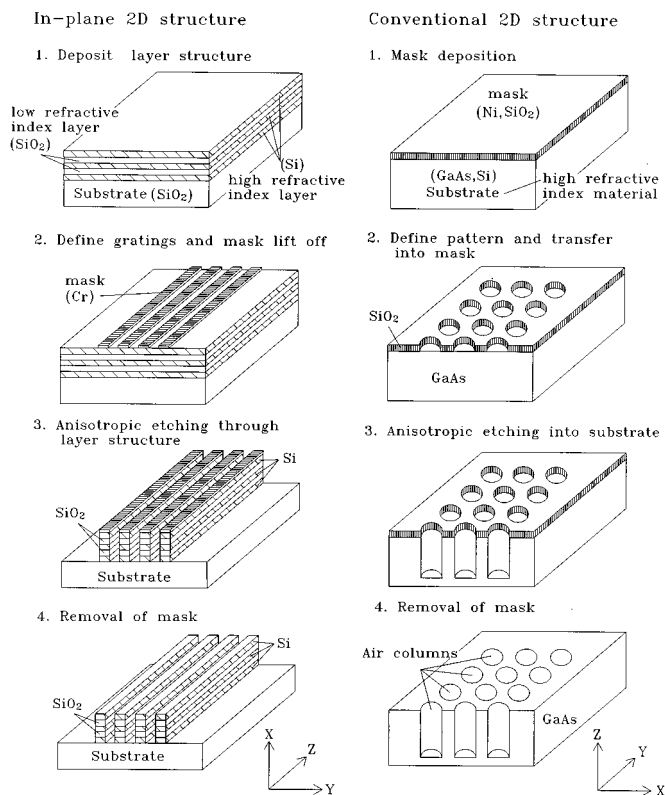 In-plane 2D structure
1. Deposit layer structure
low refractive
index layer
(SiO₂)
(Si)
high refractive
index layer
Substrate (SiO₂)
2. Define gratings and mask lift off
mask
(Cr)
3. Anisotropic etching through
layer structure
Si
SiO₂
Substrate
4. Removal of mask
Si
SiO₂
Substrate
X
Z
Y
Conventional 2D structure
1. Mask deposition
mask
(Ni,SiO₂)
(GaAs,Si)
Substrate
high refractive
index material
2. Define pattern and transfer
into mask
SiO₂
GaAs
3. Anisotropic etching into substrate
4. Removal of mask
Air columns
GaAs
Z
Y
X